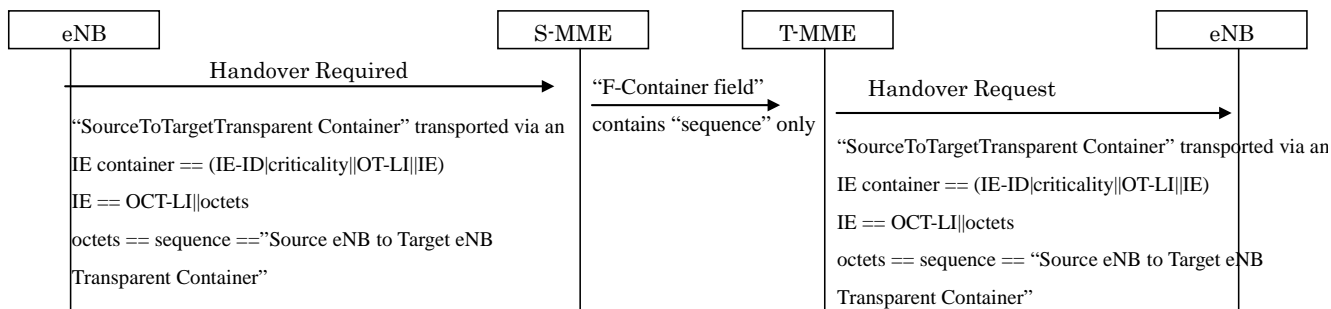 eNB
S-MME
T-MME
eNB
Handover Required
“SourceToTargetTransparent Container” transported via an
IE container == (IE-ID|criticality||OT-LI||IE)
IE == OCT-LI||octets
octets == sequence ==”Source eNB to Target eNB
Transparent Container”
“F-Container field”
contains “sequence” only
Handover Request
“SourceToTargetTransparent Container” transported via an
IE container == (IE-ID|criticality||OT-LI||IE)
IE == OCT-LI||octets
octets == sequence == “Source eNB to Target eNB
Transparent Container”